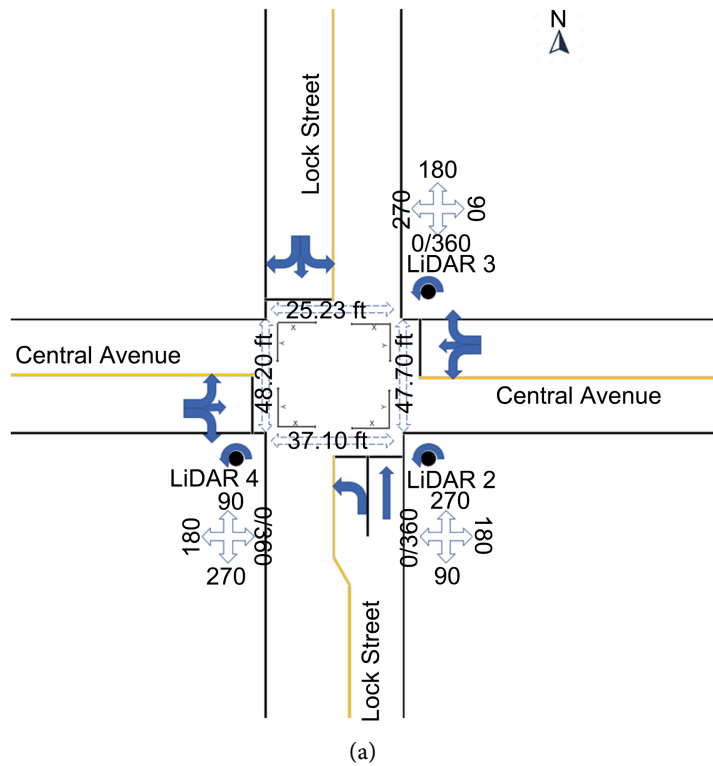 N
Lock Street
180
270
90
0/360
LiDAR 3
25.23 ft
X
X
Y
Y
Central Avenue
48.20 ft
47.70 ft
Central Avenue
Y
Y
X
X
37.10 ft
LiDAR 4
90
180
0/360
270
LiDAR 2
270
0/360
180
90
Lock Street
(a)